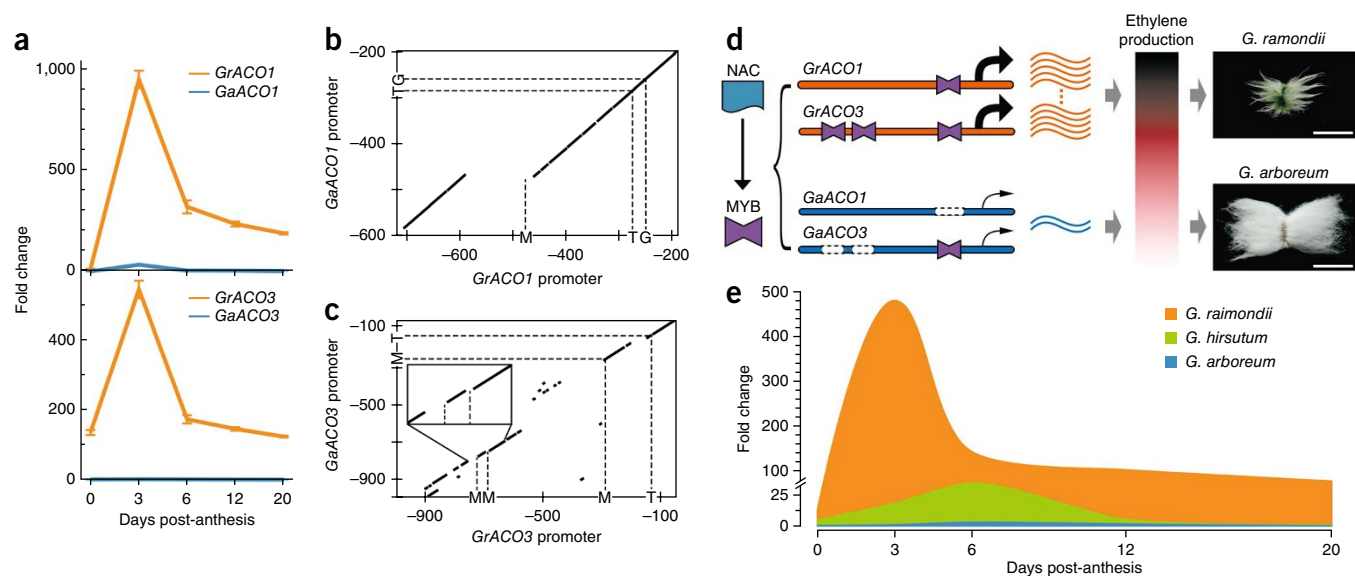 a
1,000
500
0
GrACO1
GaACO1
Fold change
400
200
0
GrACO3
GaACO3
0 3 6 12 20
Days post-anthesis
b
–200
–400
–600
G
T
GaACO1 promoter
M T G
–600 –400 –200
GrACO1 promoter
c
–100
–500
–900
T
M
GaACO3 promoter
M M M T
–900 –500 –100
GrACO3 promoter
d
NAC
MYB
GrACO1
GrACO3
GaACO1
GaACO3
Ethylene
production
G. ramondii
G. arboreum
e
500
400
300
200
100
25
0
Fold change
G. raimondii
G. hirsutum
G. arboreum
0 3 6 12 20
Days post-anthesis